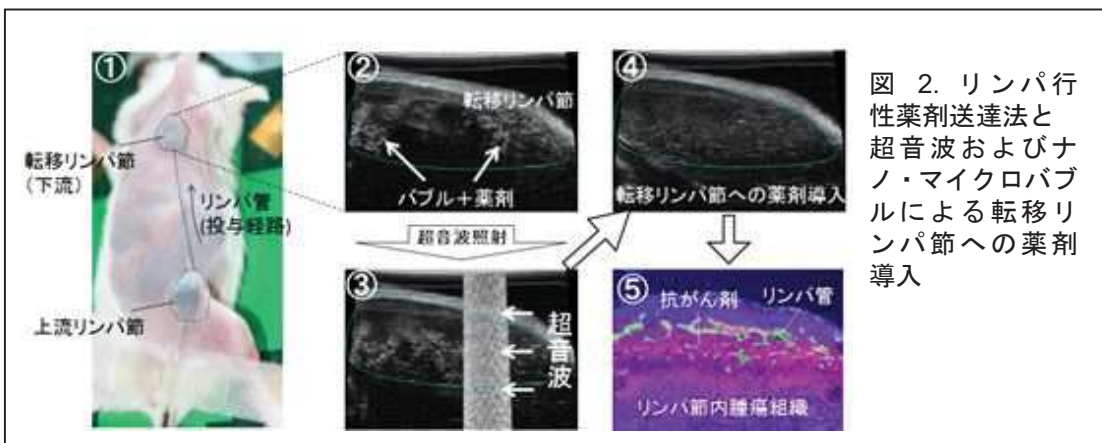 ①
転移リンパ節
(下流)
リンパ管
(投与経路)
上流リンパ節
②
転移リンパ節
バブル+薬剤
超音波照射
③
超音波
④
転移リンパ節への薬剤導入
⑤
抗がん剤 リンパ管
リンパ節内腫瘍組織
図 2. リンパ行
性薬剤送達法と
超音波およびナ
ノ・マイクロバブ
ルによる転移リ
ンパ節への薬剤
導入